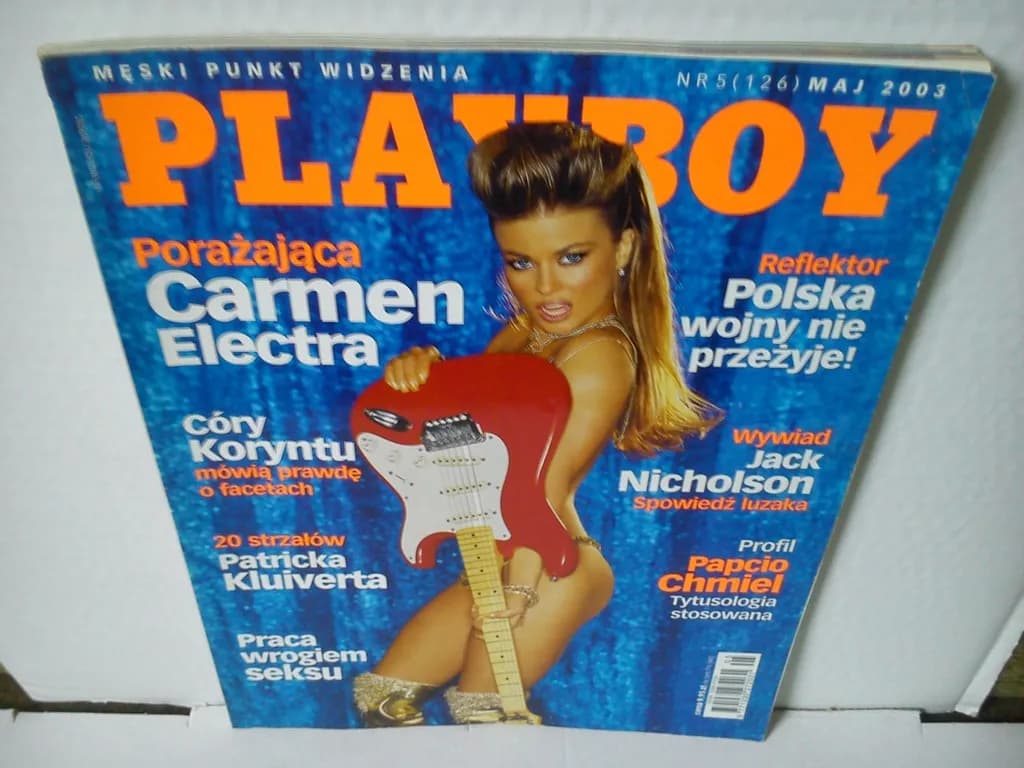 MĘSKI PUNKT WIDZENIA
NR 5 (126) MAJ 2003
PLAYBOY
Porażająca
Carmen
Electra
Córy
Koryntu
mówią prawdę
o facetach
20 strzałów
Patricka
Kluiverta
Praca
wrogiem
seksu
Reflektor
Polska
wojny nie
przeżyje!
Wywiad
Jack
Nicholson
Spowiedź luzaka
Profil
Papcio
Chmiel
Tytusologia
stosowana